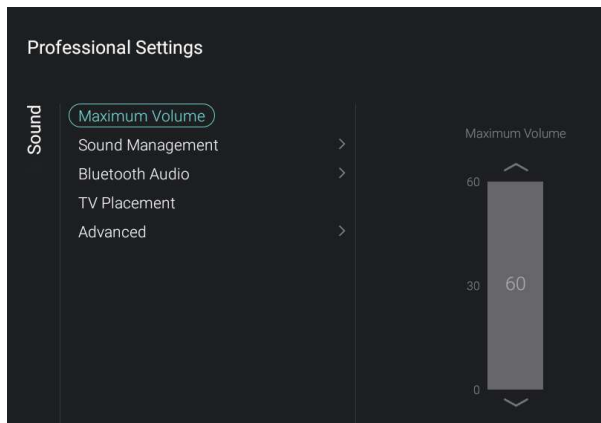 Professional Settings
Sound
Maximum Volume
Sound Management
Bluetooth Audio
TV Placement
Advanced
Maximum Volume
60
30
60
0